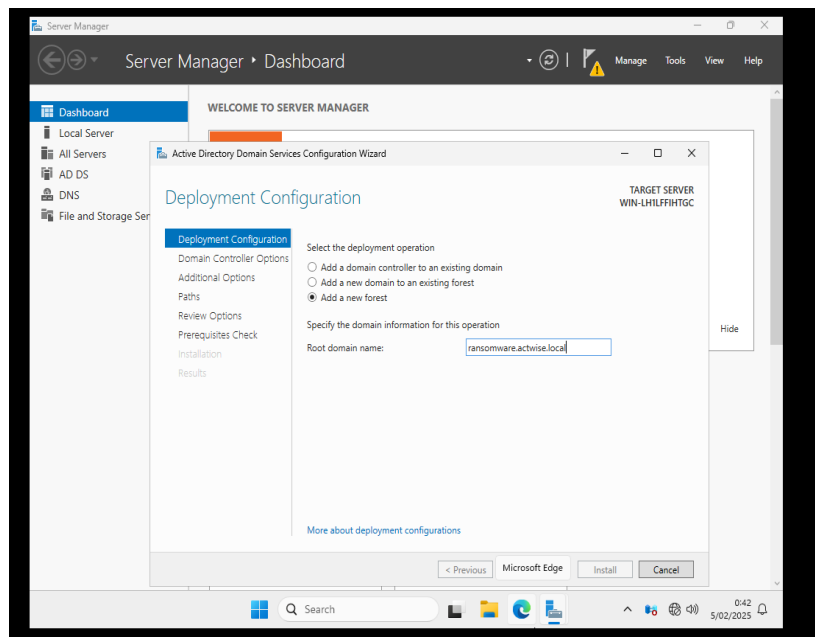 Server Manager
Server Manager • Dashboard
Manage Tools View Help
Dashboard
Local Server
All Servers
AD DS
DNS
File and Storage Ser
WELCOME TO SERVER MANAGER
Active Directory Domain Services Configuration Wizard
Deployment Configuration
TARGET SERVER
WIN-LH1LFFIHTGC
Deployment Configuration
Domain Controller Options
Additional Options
Paths
Review Options
Prerequisites Check
Installation
Results
Select the deployment operation
Add a domain controller to an existing domain
Add a new domain to an existing forest
Add a new forest
Specify the domain information for this operation
Root domain name:
ransomware.actwise.local
More about deployment configurations
Hide
< Previous
Microsoft Edge
Install
Cancel
Search
0:42
5/02/2025